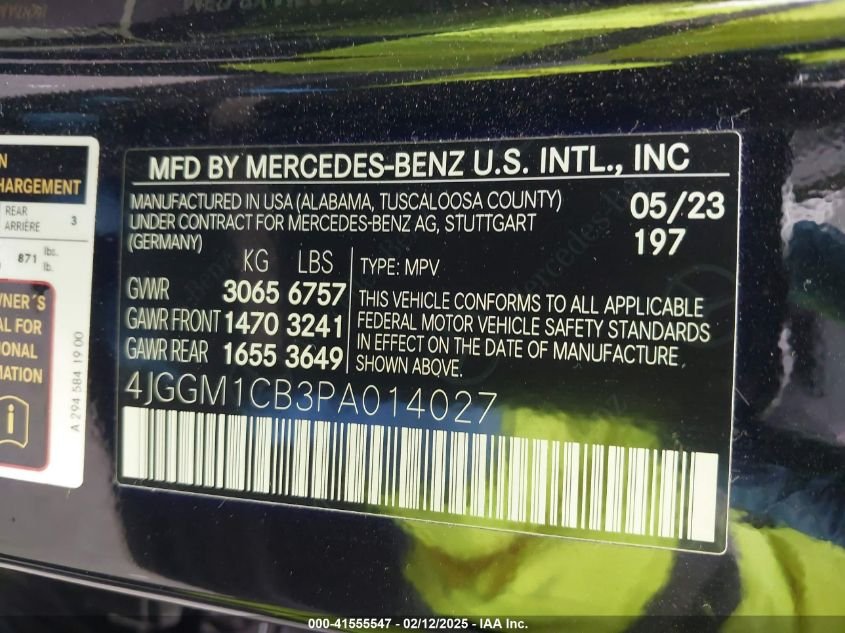 N
HARGEMENT
REAR
ARRIÈRE
3
871 lbs.
lb.
WNER´S
AL FOR
IONAL
MATION
A 294 584 19 00
MFD BY MERCEDES-BENZ U.S. INTL., INC
MANUFACTURED IN USA (ALABAMA, TUSCALOOSA COUNTY)
UNDER CONTRACT FOR MERCEDES-BENZ AG, STUTTGART
(GERMANY)
05/23
197
KG LBS
GVWR 3065 6757
GAWR FRONT 1470 3241
GAWR REAR 1655 3649
TYPE: MPV
THIS VEHICLE CONFORMS TO ALL APPLICABLE
FEDERAL MOTOR VEHICLE SAFETY STANDARDS
IN EFFECT ON THE DATE OF MANUFACTURE
SHOWN ABOVE.
4JGGM1CB3PA014027
000-41555547 - 02/12/2025 - IAA Inc.